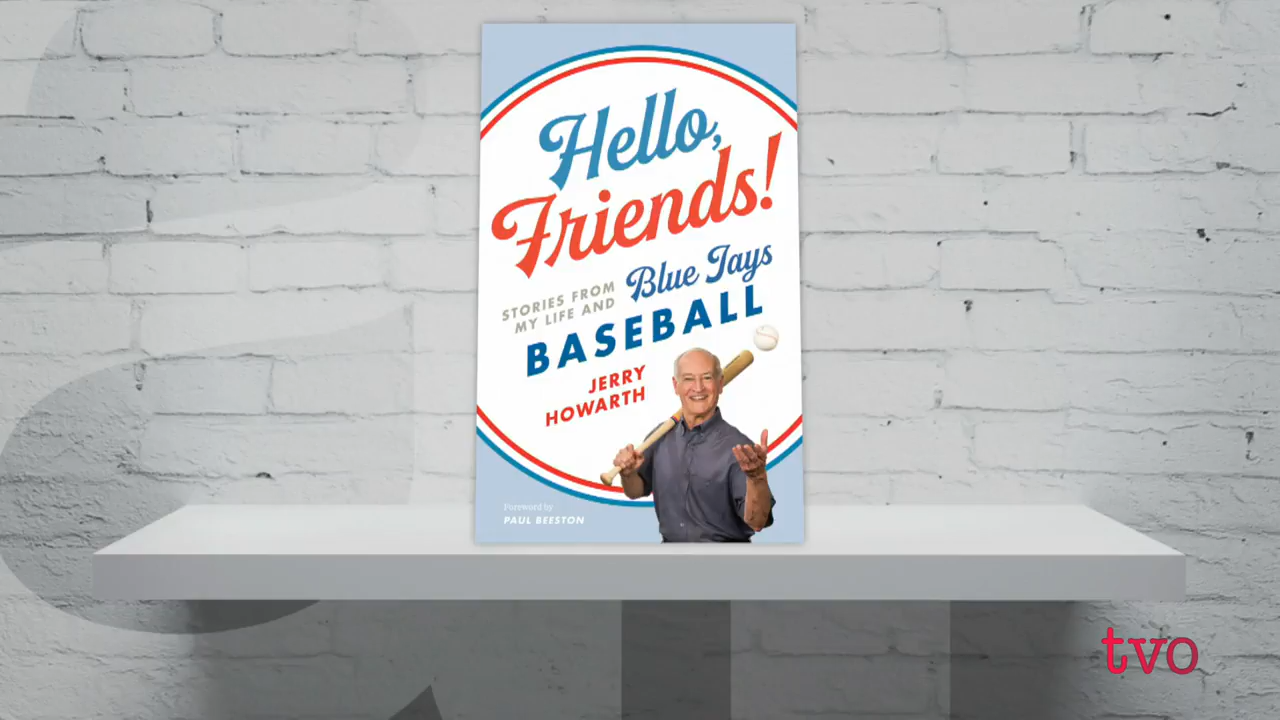 Hello,
Friends!
STORIES FROM
MY LIFE AND
Blue Jays
BASEBALL
JERRY
HOWARTH
Foreword by
PAUL BEESTON
tvo